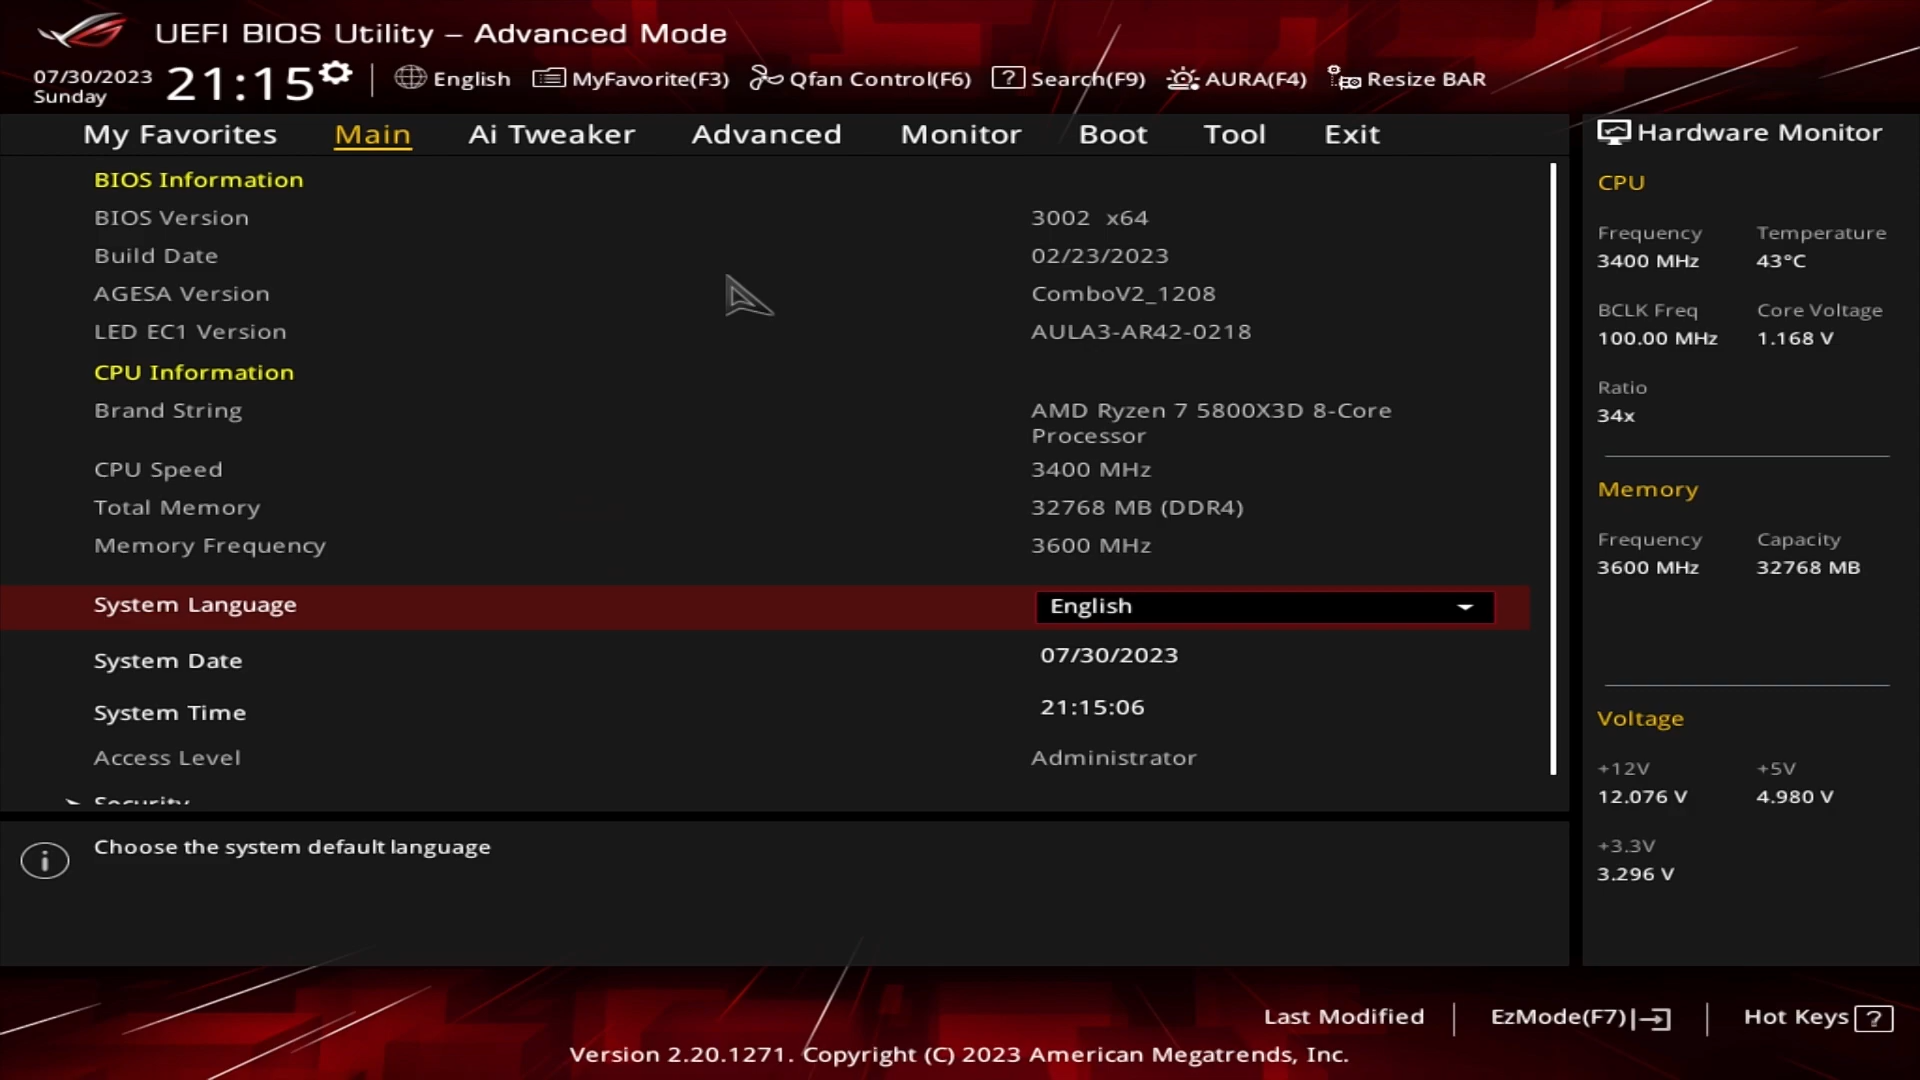 UEFI BIOS Utility – Advanced Mode
07/30/2023
Sunday
21:15
English
MyFavorite(F3)
Qfan Control(F6)
? Search(F9)
AURA(F4)
Resize BAR
My Favorites Main Ai Tweaker Advanced Monitor Boot Tool Exit
BIOS Information
BIOS Version 3002 x64
Build Date 02/23/2023
AGESA Version ComboV2_1208
LED EC1 Version AULA3-AR42-0218
CPU Information
Brand String AMD Ryzen 7 5800X3D 8-Core
Processor
CPU Speed 3400 MHz
Total Memory 32768 MB (DDR4)
Memory Frequency 3600 MHz
System Language English
System Date 07/30/2023
System Time 21:15:06
Access Level Administrator
Security
i Choose the system default language
Hardware Monitor
CPU
Frequency Temperature
3400 MHz 43°C
BCLK Freq Core Voltage
100.00 MHz 1.168 V
Ratio
34x
Memory
Frequency Capacity
3600 MHz 32768 MB
Voltage
+12V +5V
12.076 V 4.980 V
+3.3V
3.296 V
Last Modified EzMode(F7) Hot Keys ?
Version 2.20.1271. Copyright (C) 2023 American Megatrends, Inc.